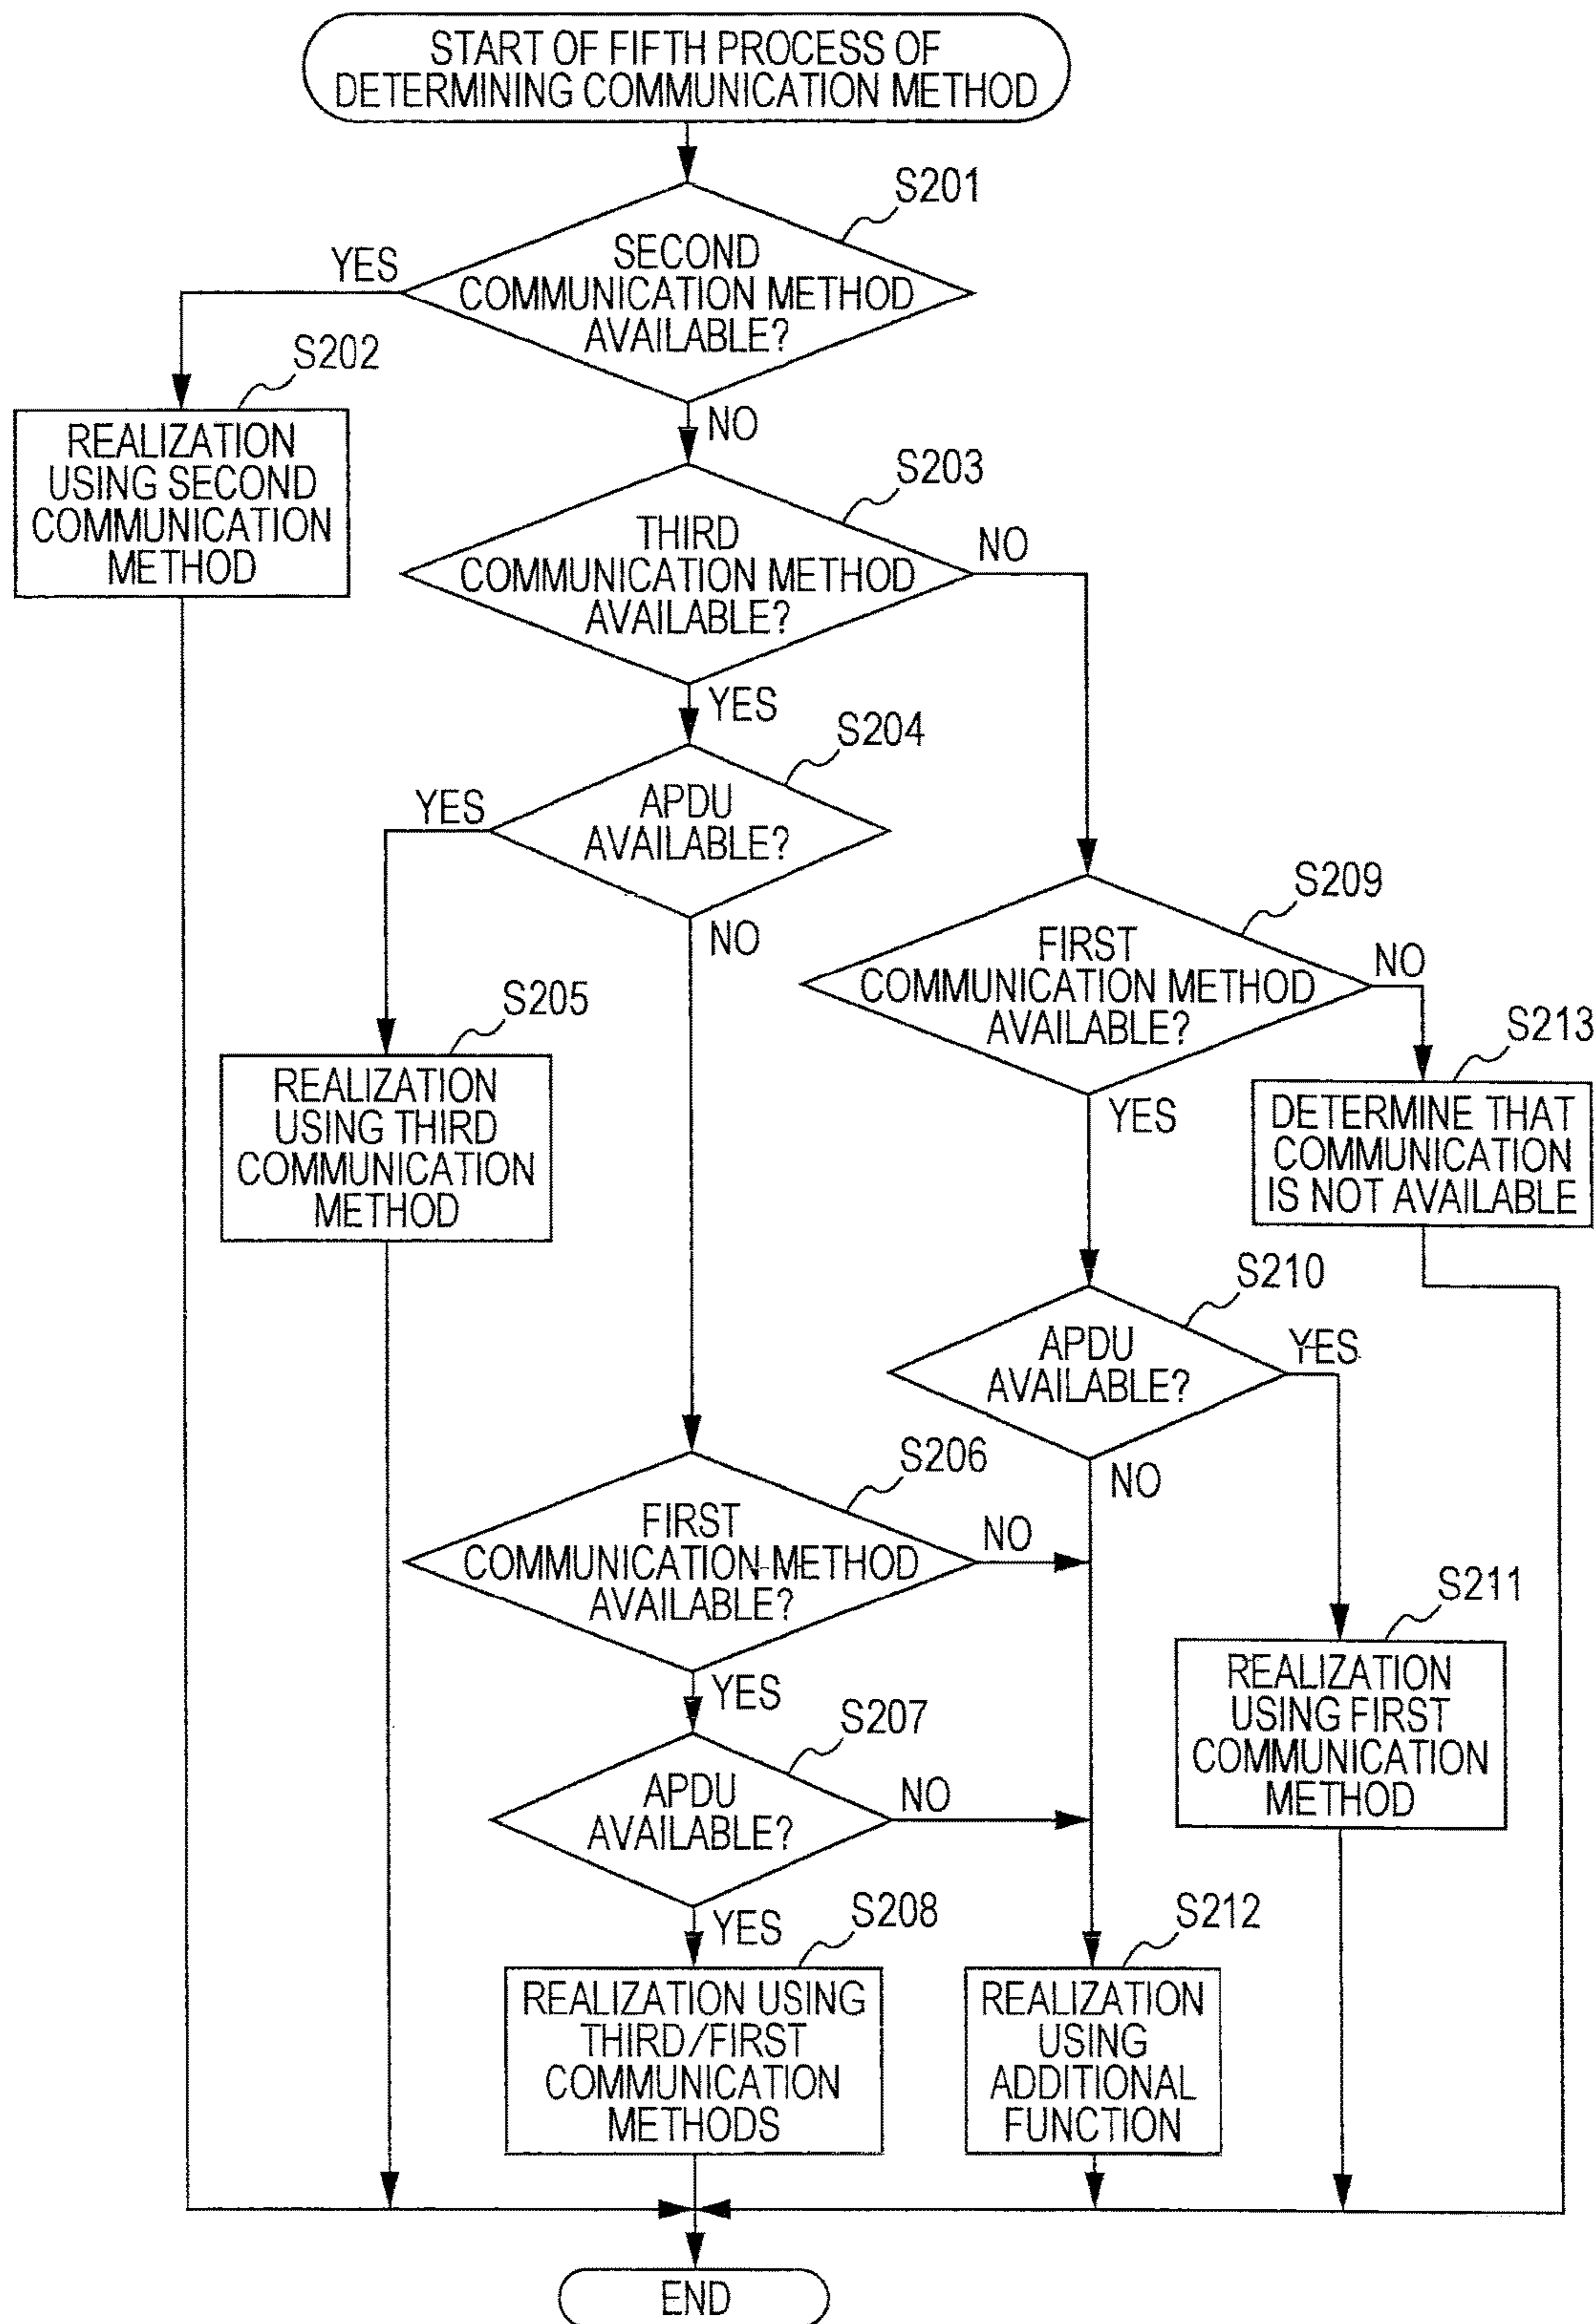 START OF FIFTH PROCESS OF
DETERMINING COMMUNICATION METHOD
S201
SECOND
COMMUNICATION METHOD
AVAILABLE?
YES
NO
S202
REALIZATION
USING SECOND
COMMUNICATION
METHOD
S203
THIRD
COMMUNICATION METHOD
AVAILABLE?
NO
YES
S204
APDU
AVAILABLE?
YES
NO
S205
REALIZATION
USING THIRD
COMMUNICATION
METHOD
S209
FIRST
COMMUNICATION METHOD
AVAILABLE?
NO
YES
S213
DETERMINE THAT
COMMUNICATION
IS NOT AVAILABLE
S210
APDU
AVAILABLE?
YES
NO
S206
FIRST
COMMUNICATION METHOD
AVAILABLE?
NO
YES
S211
REALIZATION
USING FIRST
COMMUNICATION
METHOD
S207
APDU
AVAILABLE?
NO
YES
S208
REALIZATION USING
THIRD/FIRST
COMMUNICATION
METHODS
S212
REALIZATION
USING
ADDITIONAL
FUNCTION
END